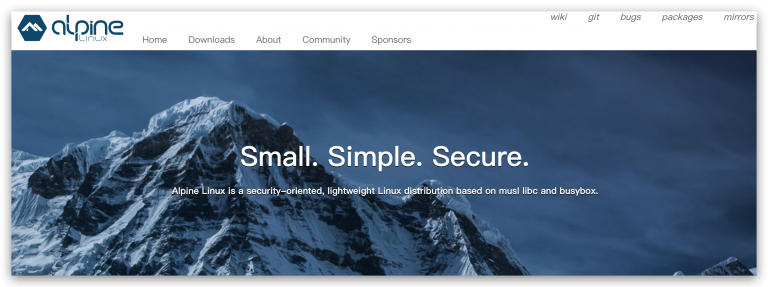 alpine
Linux
wiki git bugs packages mirrors
Home Downloads About Community Sponsors
Small. Simple. Secure.
Alpine Linux is a security-oriented, lightweight Linux distribution based on musl libc and busybox.